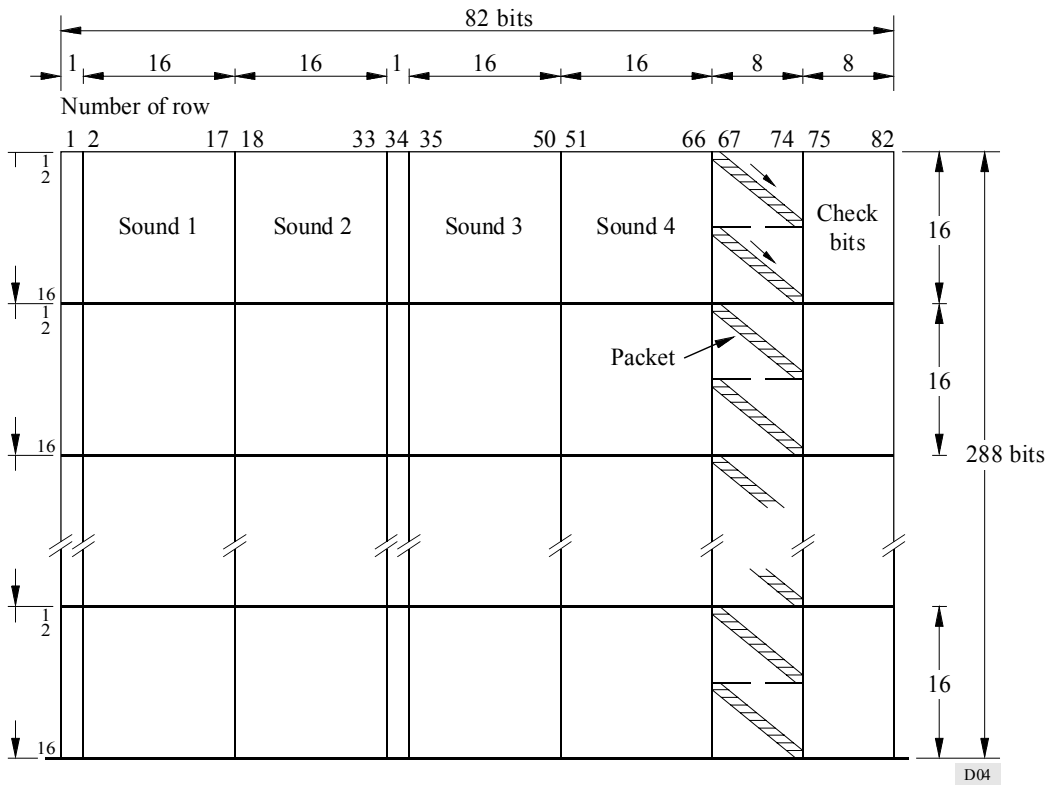 82 bits
1 16 16 1 16 16 8 8
Number of row
1 2 17 18 33 34 35 50 51 66 67 74 75 82
1
2
Sound 1 Sound 2 Sound 3 Sound 4 Check
bits
16
16
1
2
Packet
16
16
288 bits
1
2
16
16
D04